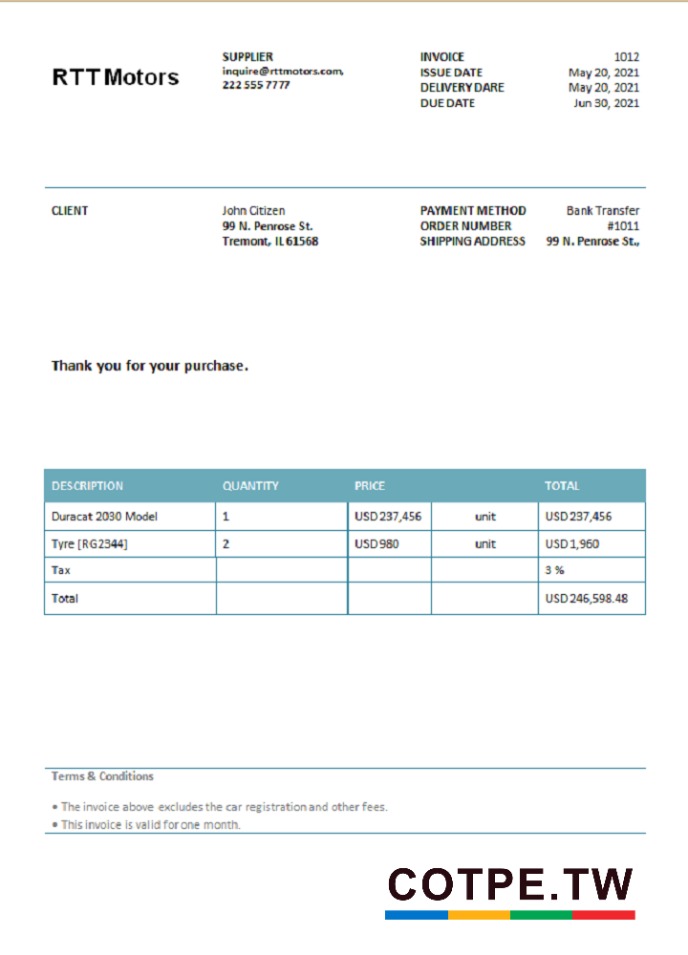 RTT Motors
SUPPLIER
inquire@rttmotors.com,
222 555 7777
INVOICE 1012
ISSUE DATE May 20, 2021
DELIVERY DARE May 20, 2021
DUE DATE Jun 30, 2021
CLIENT
John Citizen
99 N. Penrose St.
Tremont, IL 61568
PAYMENT METHOD Bank Transfer
ORDER NUMBER #1011
SHIPPING ADDRESS 99 N. Penrose St.,
Thank you for your purchase.
DESCRIPTION QUANTITY PRICE TOTAL
Duracat 2030 Model 1 USD 237,456 unit USD 237,456
Tyre [RG2344] 2 USD 980 unit USD 1,960
Tax 3 %
Total USD 246,598.48
Terms & Conditions
• The invoice above excludes the car registration and other fees.
• This invoice is valid for one month.
COTPE.TW